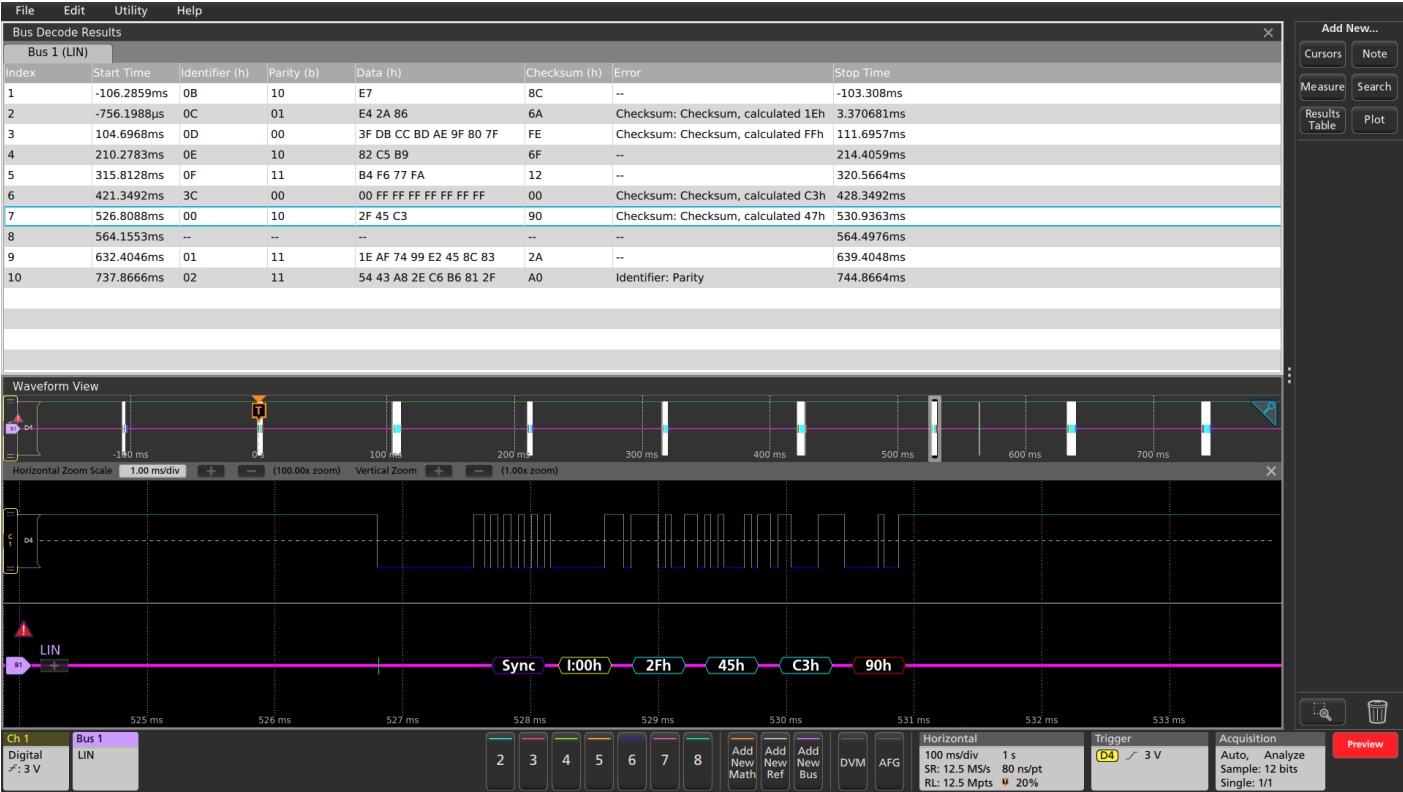 File Edit Utility Help
Bus Decode Results
Bus 1 (LIN)
Index Start Time Identifier (h) Parity (b) Data (h) Checksum (h) Error Stop Time
1 -106.2859ms 0B 10 E7 8C -- -103.308ms
2 -756.1988µs 0C 01 E4 2A 86 6A Checksum: Checksum, calculated 1Eh 3.370681ms
3 104.6968ms 0D 00 3F DB CC BD AE 9F 80 7F FE Checksum: Checksum, calculated FFh 111.6957ms
4 210.2783ms 0E 10 82 C5 B9 6F -- 214.4059ms
5 315.8128ms 0F 11 B4 F6 77 FA 12 -- 320.5664ms
6 421.3492ms 3C 00 00 FF FF FF FF FF FF FF 00 Checksum: Checksum, calculated C3h 428.3492ms
7 526.8088ms 00 10 2F 45 C3 90 Checksum: Checksum, calculated 47h 530.9363ms
8 564.1553ms -- -- -- -- -- 564.4976ms
9 632.4046ms 01 11 1E AF 74 99 E2 45 8C 83 2A -- 639.4048ms
10 737.8666ms 02 11 54 43 A8 2E C6 B6 81 2F A0 Identifier: Parity 744.8664ms
Waveform View
T
B1 D4
-100 ms 0 s 100 ms 200 ms 300 ms 400 ms 500 ms 600 ms 700 ms
Horizontal Zoom Scale 1.00 ms/div + − (100.00x zoom) Vertical Zoom + − (1.00x zoom)
C1 D4
LIN
B1 + Sync I:00h 2Fh 45h C3h 90h
525 ms 526 ms 527 ms 528 ms 529 ms 530 ms 531 ms 532 ms 533 ms
Add New...
Cursors Note
Measure Search
Results Table Plot
Ch 1
Digital
: 3 V
Bus 1
LIN
2 3 4 5 6 7 8
Add New Math
Add New Ref
Add New Bus
DVM AFG
Horizontal
100 ms/div 1 s
SR: 12.5 MS/s 80 ns/pt
RL: 12.5 Mpts 20%
Trigger
D4 3 V
Acquisition
Auto, Analyze
Sample: 12 bits
Single: 1/1
Preview